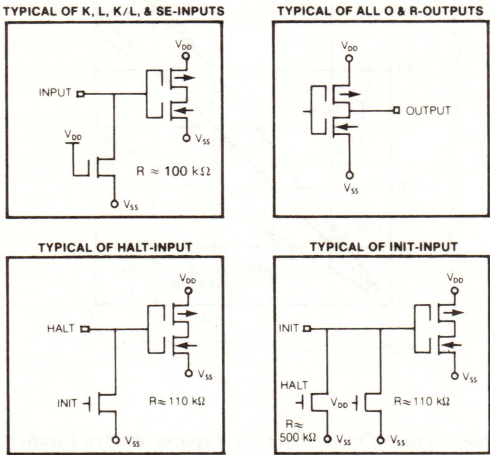 TYPICAL OF K, L, K/L, & SE-INPUTS
VDD
INPUT
VDD
R ≈ 100 kΩ
VSS
VSS
TYPICAL OF ALL O & R-OUTPUTS
VDD
OUTPUT
VSS
TYPICAL OF HALT-INPUT
VDD
HALT
VSS
INIT
R≈110 kΩ
VSS
TYPICAL OF INIT-INPUT
VDD
INIT
VSS
HALT
VDD
R≈110 kΩ
R≈
500 kΩ
VSS
VSS